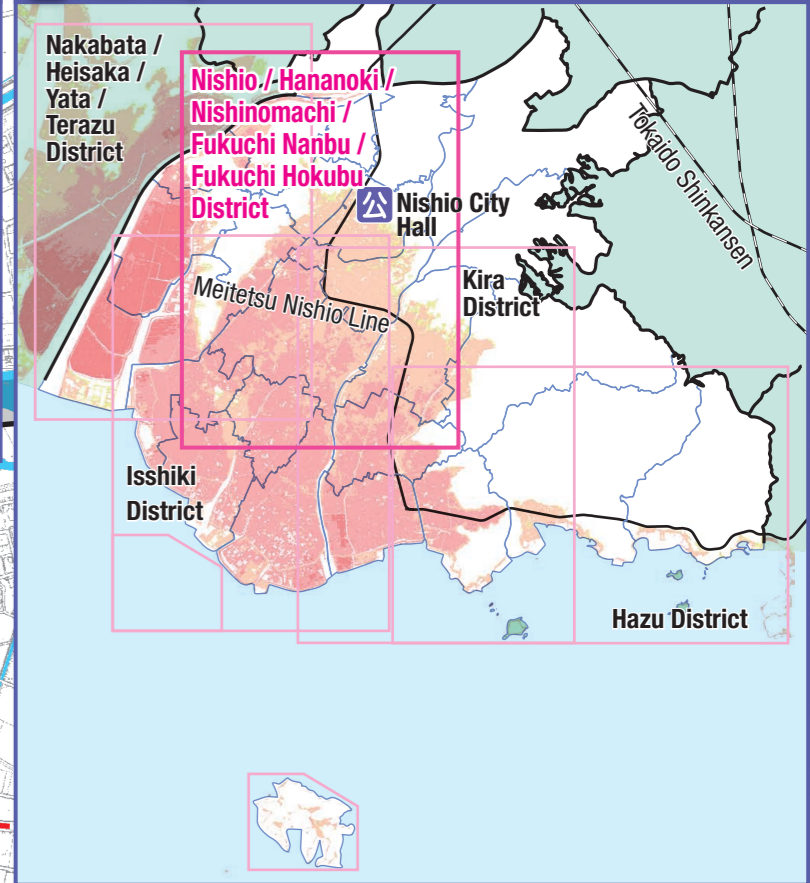 Nakabata /
Heisaka /
Yata /
Terazu
District
Nishio / Hananoki /
Nishinomachi /
Fukuchi Nanbu /
Fukuchi Hokubu
District
公
Nishio City
Hall
Tokaido Shinkansen
Kira
District
Meitetsu Nishio Line
Isshiki
District
Hazu District